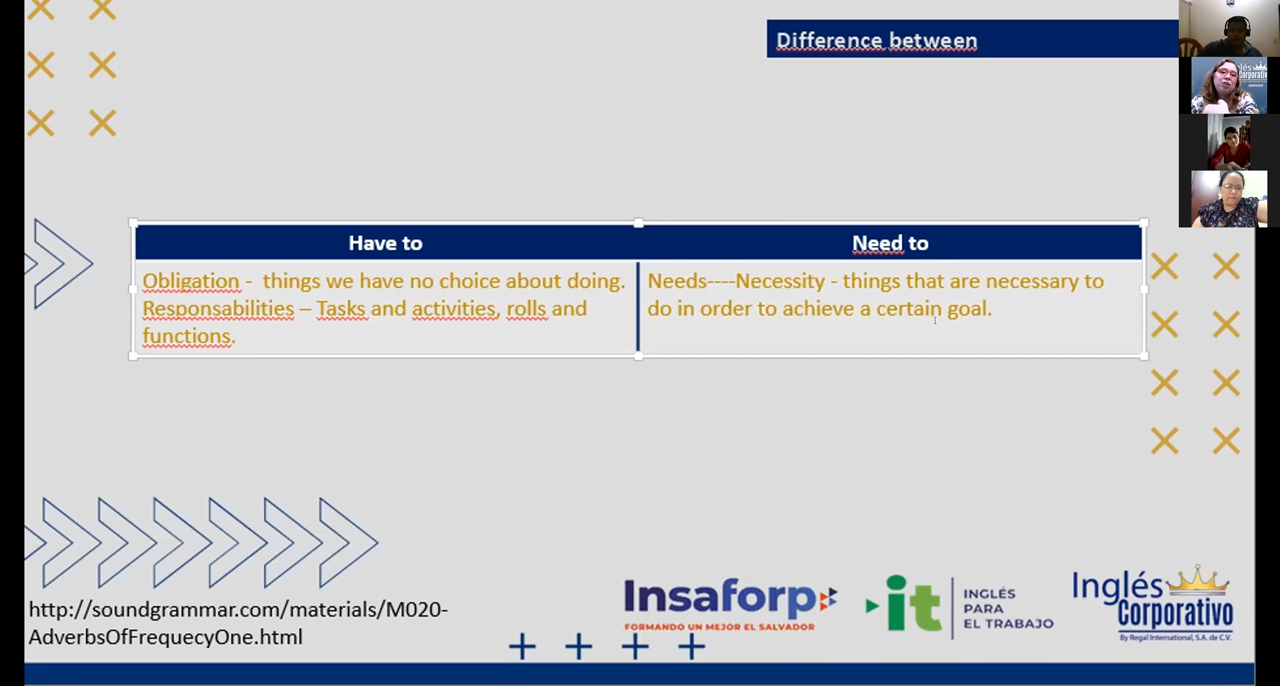 Difference between
Have to
Need to
Obligation -  things we have no choice about doing.
Responsabilities – Tasks and activities, rolls and
functions.
Needs----Necessity - things that are necessary to
do in order to achieve a certain goal.
http://soundgrammar.com/materials/M020-
AdverbsOfFrequecyOne.html
Insaforp
FORMANDO UN MEJOR EL SALVADOR
it
INGLÉS
PARA
EL TRABAJO
Inglés
Corporativo
By Regal International, S.A. de C.V.